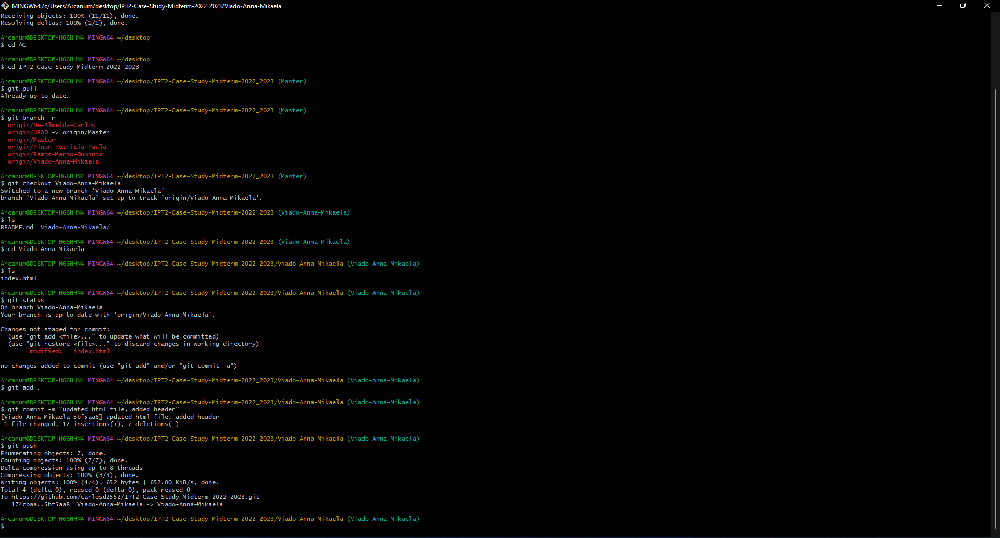 MINGW64:/c/Users/Arcanum/desktop/IPT2-Case-Study-Midterm-2022_2023/Viado-Anna-Mikaela
Receiving objects: 100% (11/11), done.
Resolving deltas: 100% (1/1), done.
Arcanum@DESKTOP-H66HHN4 MINGW64 ~/desktop
$ cd ^C
Arcanum@DESKTOP-H66HHN4 MINGW64 ~/desktop
$ cd IPT2-Case-Study-Midterm-2022_2023
Arcanum@DESKTOP-H66HHN4 MINGW64 ~/desktop/IPT2-Case-Study-Midterm-2022_2023 (Master)
$ git pull
Already up to date.
Arcanum@DESKTOP-H66HHN4 MINGW64 ~/desktop/IPT2-Case-Study-Midterm-2022_2023 (Master)
$ git branch -r
  origin/De-Almeida-Carlos
  origin/HEAD -> origin/Master
  origin/Master
  origin/Pinon-Patricia-Paula
  origin/Ramos-Mario-Dominic
  origin/Viado-Anna-Mikaela
Arcanum@DESKTOP-H66HHN4 MINGW64 ~/desktop/IPT2-Case-Study-Midterm-2022_2023 (Master)
$ git checkout Viado-Anna-Mikaela
Switched to a new branch 'Viado-Anna-Mikaela'
branch 'Viado-Anna-Mikaela' set up to track 'origin/Viado-Anna-Mikaela'.
Arcanum@DESKTOP-H66HHN4 MINGW64 ~/desktop/IPT2-Case-Study-Midterm-2022_2023 (Viado-Anna-Mikaela)
$ ls
README.md  Viado-Anna-Mikaela/
Arcanum@DESKTOP-H66HHN4 MINGW64 ~/desktop/IPT2-Case-Study-Midterm-2022_2023 (Viado-Anna-Mikaela)
$ cd Viado-Anna-Mikaela
Arcanum@DESKTOP-H66HHN4 MINGW64 ~/desktop/IPT2-Case-Study-Midterm-2022_2023/Viado-Anna-Mikaela (Viado-Anna-Mikaela)
$ ls
index.html
Arcanum@DESKTOP-H66HHN4 MINGW64 ~/desktop/IPT2-Case-Study-Midterm-2022_2023/Viado-Anna-Mikaela (Viado-Anna-Mikaela)
$ git status
On branch Viado-Anna-Mikaela
Your branch is up to date with 'origin/Viado-Anna-Mikaela'.
Changes not staged for commit:
  (use "git add <file>..." to update what will be committed)
  (use "git restore <file>..." to discard changes in working directory)
        modified:   index.html
no changes added to commit (use "git add" and/or "git commit -a")
Arcanum@DESKTOP-H66HHN4 MINGW64 ~/desktop/IPT2-Case-Study-Midterm-2022_2023/Viado-Anna-Mikaela (Viado-Anna-Mikaela)
$ git add .
Arcanum@DESKTOP-H66HHN4 MINGW64 ~/desktop/IPT2-Case-Study-Midterm-2022_2023/Viado-Anna-Mikaela (Viado-Anna-Mikaela)
$ git commit -m "updated html file, added header"
[Viado-Anna-Mikaela 5bf5aa8] updated html file, added header
 1 file changed, 12 insertions(+), 7 deletions(-)
Arcanum@DESKTOP-H66HHN4 MINGW64 ~/desktop/IPT2-Case-Study-Midterm-2022_2023/Viado-Anna-Mikaela (Viado-Anna-Mikaela)
$ git push
Enumerating objects: 7, done.
Counting objects: 100% (7/7), done.
Delta compression using up to 8 threads
Compressing objects: 100% (3/3), done.
Writing objects: 100% (4/4), 652 bytes | 652.00 KiB/s, done.
Total 4 (delta 0), reused 0 (delta 0), pack-reused 0
To https://github.com/carlosd2552/IPT2-Case-Study-Midterm-2022_2023.git
   174cbaa..5bf5aa8  Viado-Anna-Mikaela -> Viado-Anna-Mikaela
Arcanum@DESKTOP-H66HHN4 MINGW64 ~/desktop/IPT2-Case-Study-Midterm-2022_2023/Viado-Anna-Mikaela (Viado-Anna-Mikaela)
$